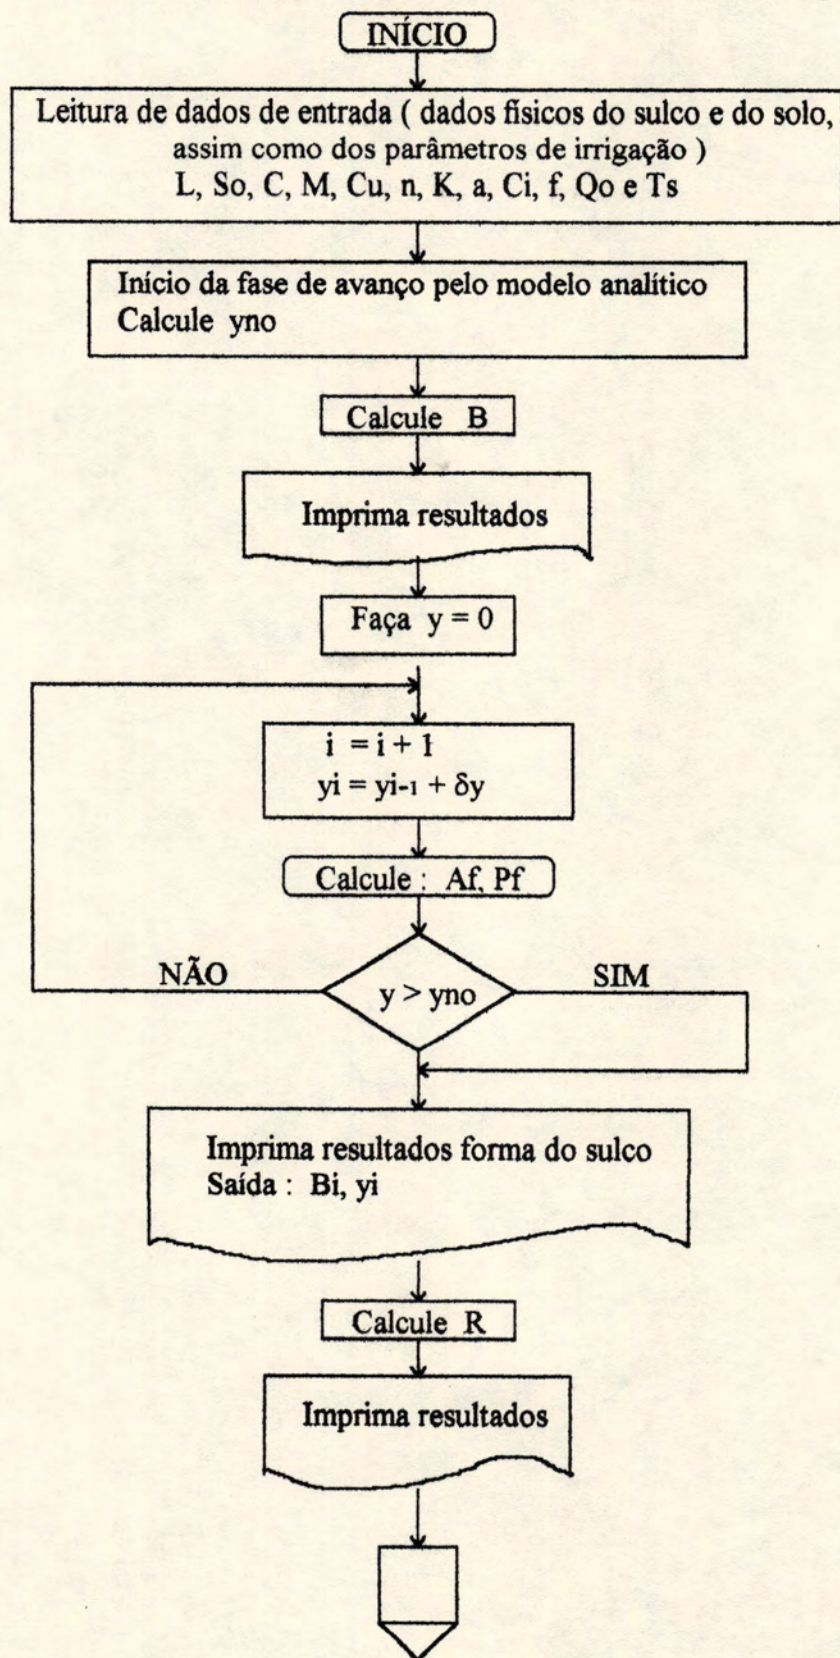 INÍCIO
Leitura de dados de entrada ( dados físicos do sulco e do solo,
assim como dos parâmetros de irrigação )
L, So, C, M, Cu, n, K, a, Ci, f, Qo e Ts
Início da fase de avanço pelo modelo analítico
Calcule yno
Calcule B
Imprima resultados
Faça y = 0
i = i + 1
yi = yi-1 + δy
Calcule : Af, Pf
NÃO
y > yno
SIM
Imprima resultados forma do sulco
Saída : Bi, yi
Calcule R
Imprima resultados